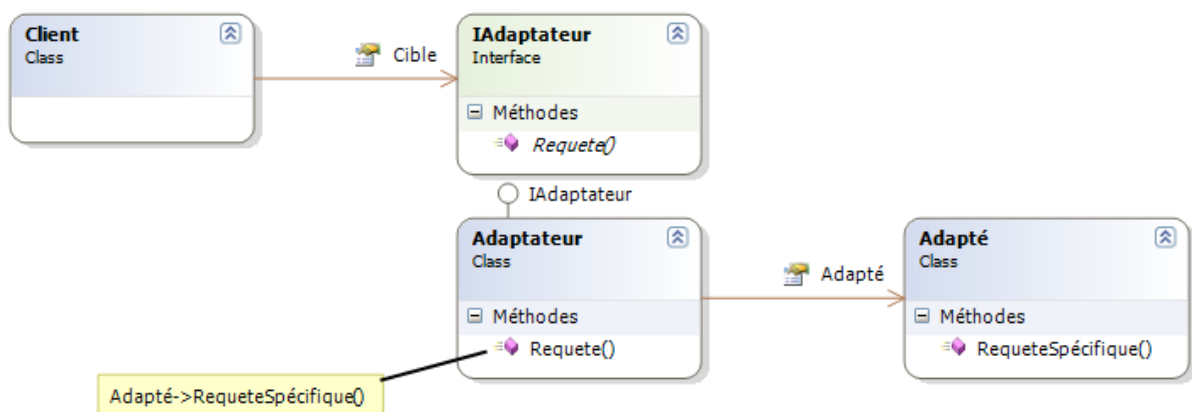 Client
Class
Cible
IAdaptateur
Interface
Méthodes
Requete()
IAdaptateur
Adaptateur
Class
Méthodes
Requete()
Adapté
Adapté
Class
Méthodes
RequeteSpécifique()
Adapté->RequeteSpécifique()